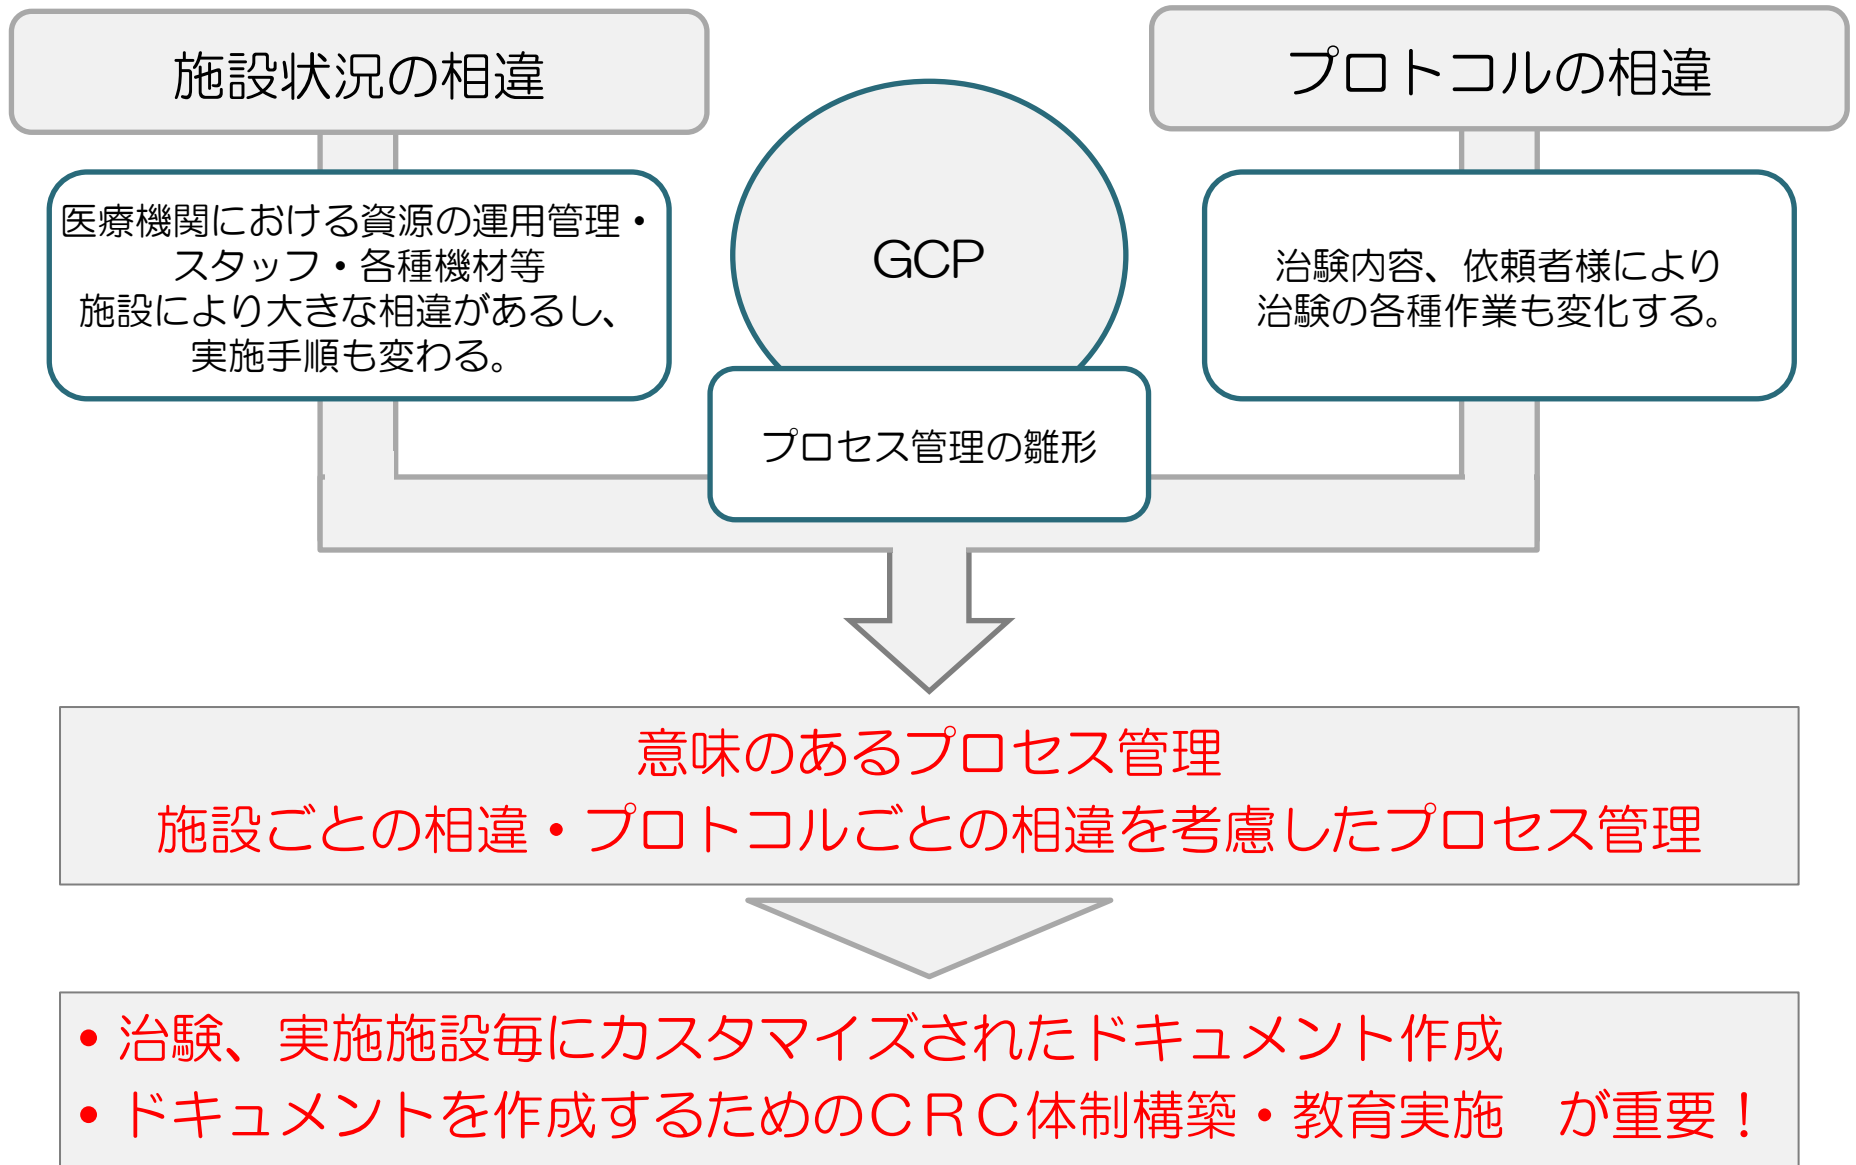 施設状況の相違
医療機関における資源の運用管理・
スタッフ・各種機材等
施設により大きな相違があるし、
実施手順も変わる。
GCP
プロセス管理の雛形
プロトコルの相違
治験内容、依頼者様により
治験の各種作業も変化する。
意味のあるプロセス管理
施設ごとの相違・プロトコルごとの相違を考慮したプロセス管理
•治験、実施施設毎にカスタマイズされたドキュメント作成
•ドキュメントを作成するためのＣＲＣ体制構築・教育実施　が重要！